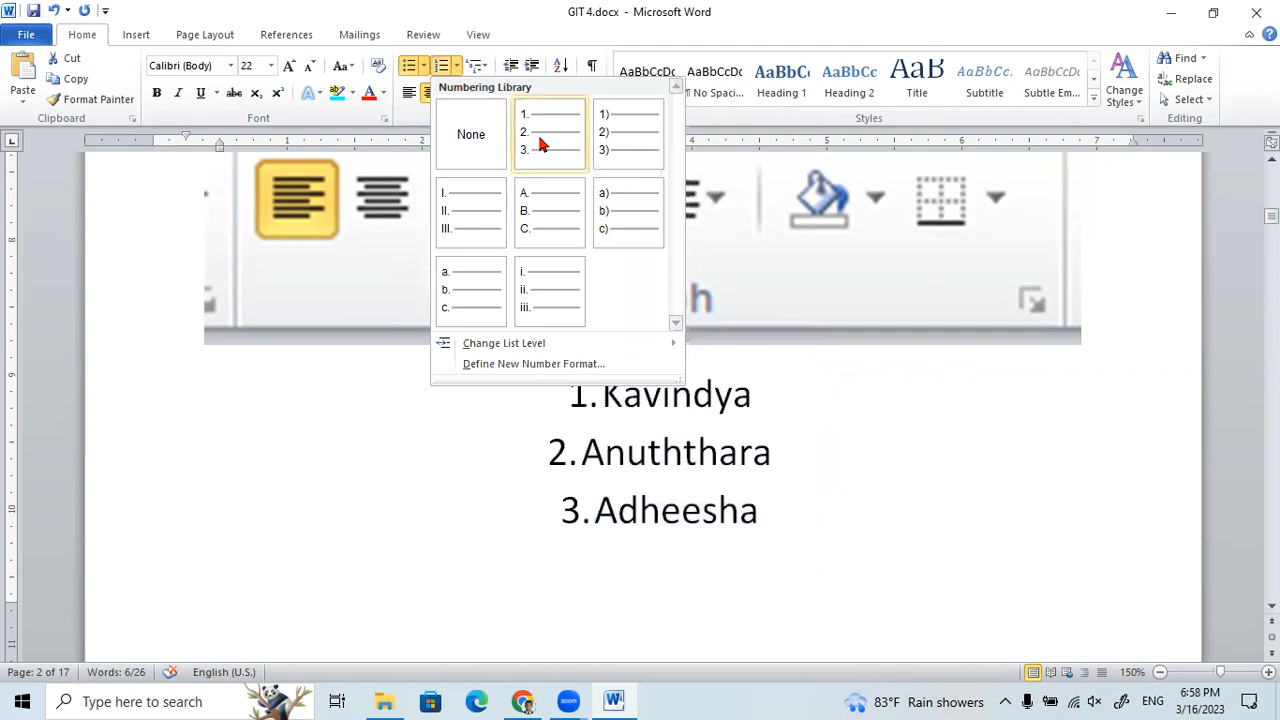 GIT 4.docx - Microsoft Word
File Home Insert Page Layout References Mailings Review View
Cut
Copy
Format Painter
Paste
Clipboard
Calibri (Body) 22
Font
AaBbCcDc AaBbCcDc AaBbC AaBbCc AaB AaBbCcL AaBbCcD
No Spaci... Heading 1 Heading 2 Title Subtitle Subtle Em...
Styles
Change
Styles
Find
Replace
Select
Editing
Numbering Library
None
1.
2.
3.
1)
2)
3)
I.
II.
III.
A.
B.
C.
a)
b)
c)
a.
b.
c.
i.
ii.
iii.
Change List Level
Define New Number Format...
1. Kavindya
2. Anuththara
3. Adheesha
Page: 2 of 17 Words: 6/26 English (U.S.) 150%
Type here to search
83°F Rain showers ENG
6:58 PM
3/16/2023